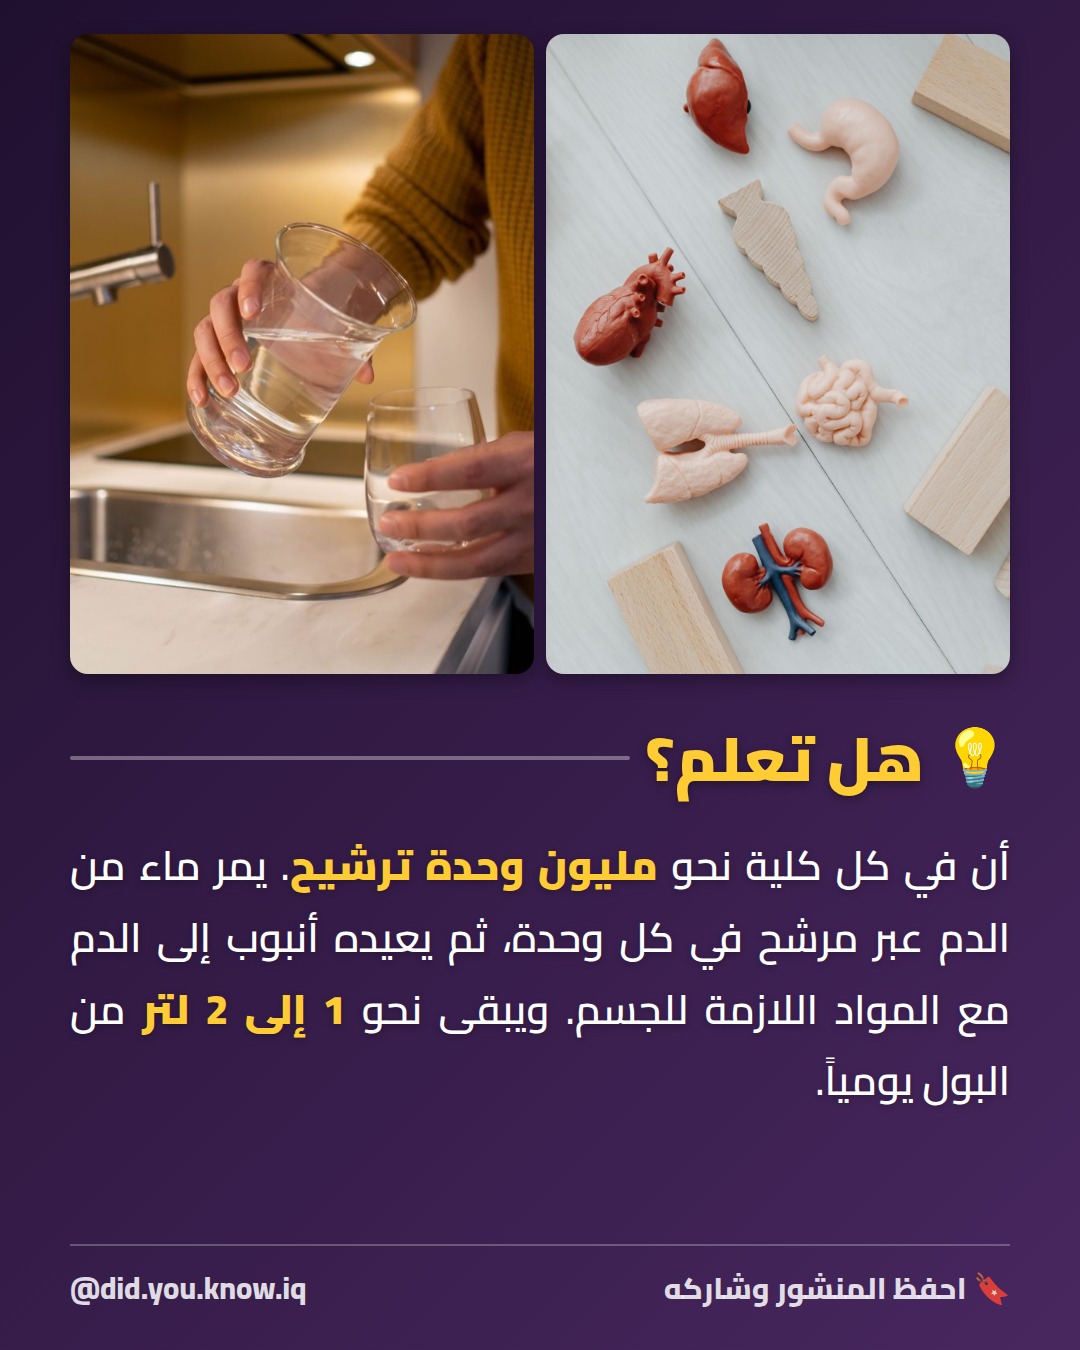 💡 هل تعلم؟
أن في كل كلية نحو مليون وحدة ترشيح. يمر ماء من
الدم عبر مرشح في كل وحدة، ثم يعيده أنبوب إلى الدم
مع المواد اللازمة للجسم. ويبقى نحو 1 إلى 2 لتر من
البول يومياً.
🔖 احفظ المنشور وشاركه
@did.you.know.iq